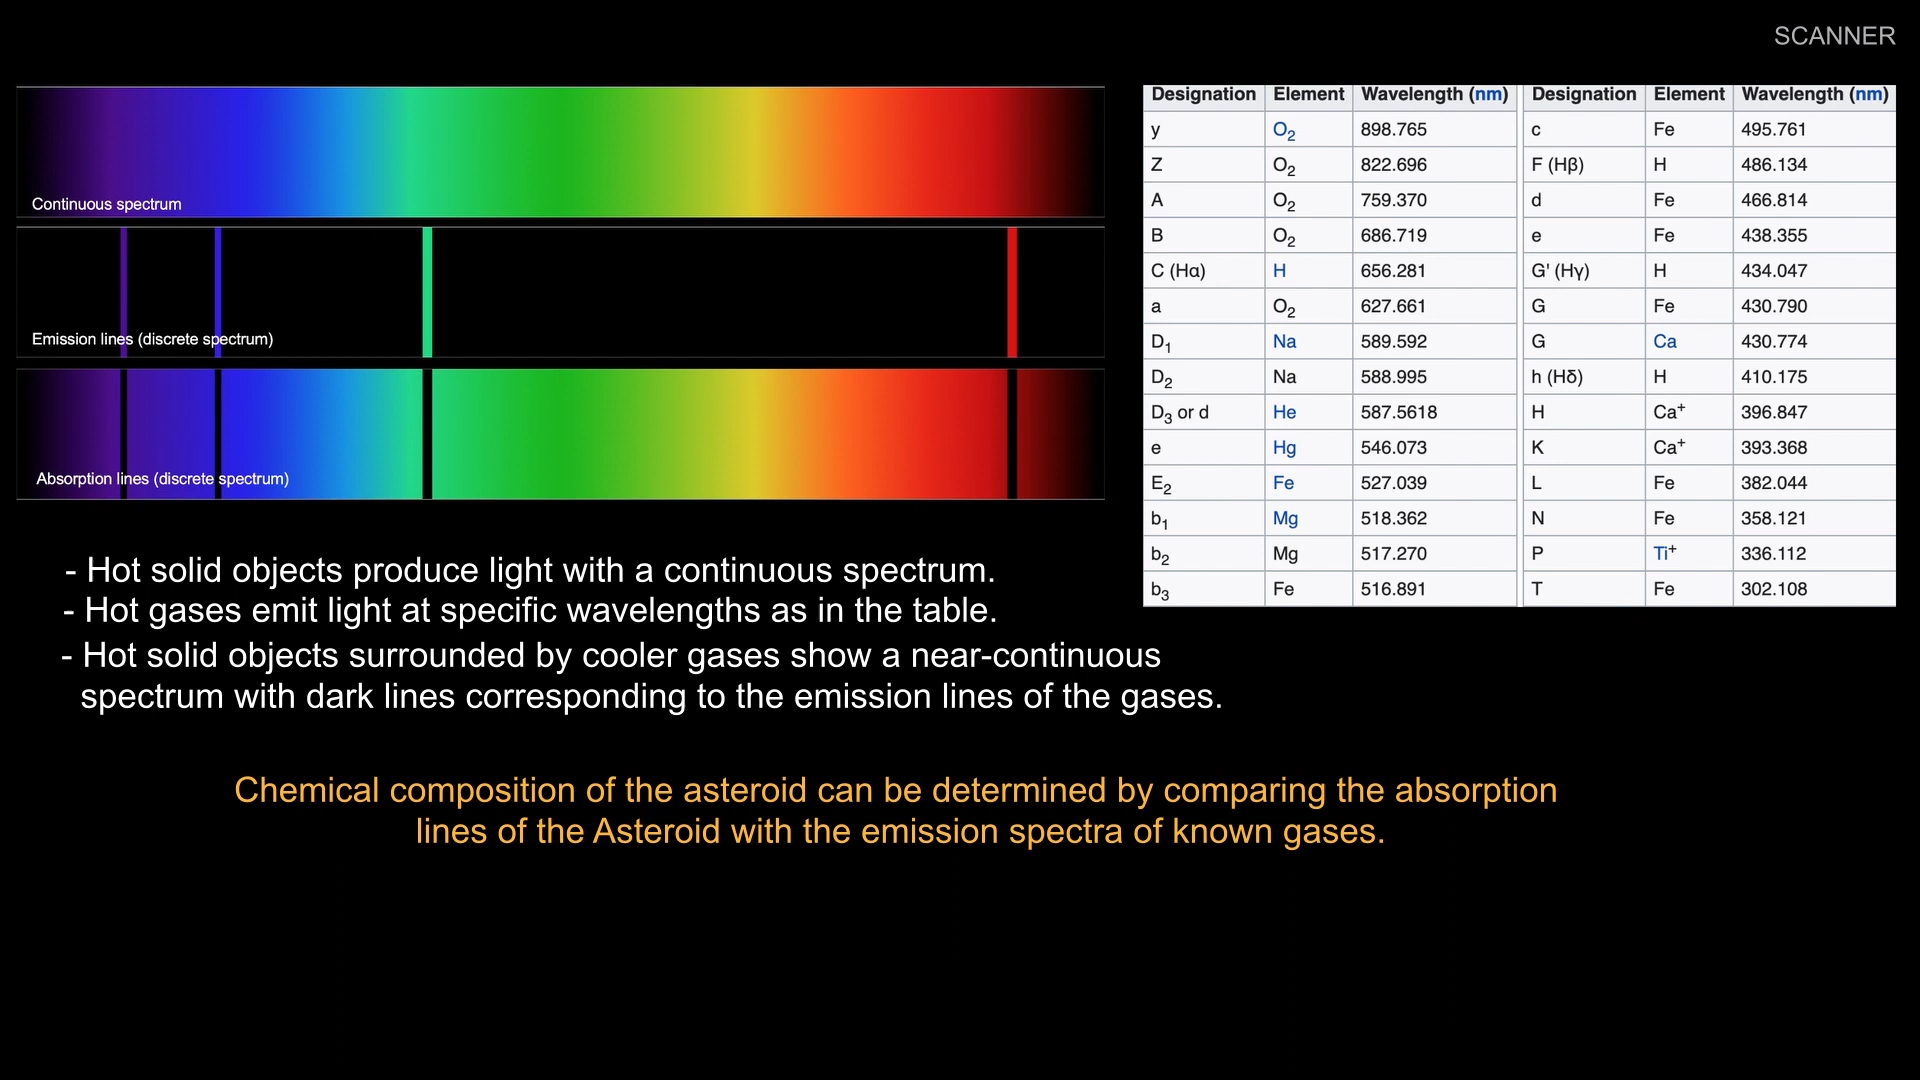 SCANNER
Continuous spectrum
Emission lines (discrete spectrum)
Absorption lines (discrete spectrum)
Designation Element Wavelength (nm) Designation Element Wavelength (nm)
y O₂ 898.765 c Fe 495.761
Z O₂ 822.696 F (Hβ) H 486.134
A O₂ 759.370 d Fe 466.814
B O₂ 686.719 e Fe 438.355
C (Hα) H 656.281 G' (Hγ) H 434.047
a O₂ 627.661 G Fe 430.790
D₁ Na 589.592 G Ca 430.774
D₂ Na 588.995 h (Hδ) H 410.175
D₃ or d He 587.5618 H Ca⁺ 396.847
e Hg 546.073 K Ca⁺ 393.368
E₂ Fe 527.039 L Fe 382.044
b₁ Mg 518.362 N Fe 358.121
b₂ Mg 517.270 P Ti⁺ 336.112
b₃ Fe 516.891 T Fe 302.108
- Hot solid objects produce light with a continuous spectrum.
- Hot gases emit light at specific wavelengths as in the table.
- Hot solid objects surrounded by cooler gases show a near-continuous
spectrum with dark lines corresponding to the emission lines of the gases.
Chemical composition of the asteroid can be determined by comparing the absorption
lines of the Asteroid with the emission spectra of known gases.